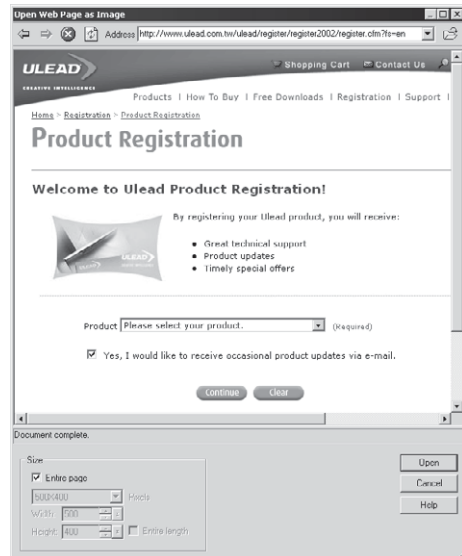 Open Web Page as Image
Address http://www.ulead.com.tw/ulead/register/register2002/register.cfm?fs=en
ULEAD
CREATIVE INTELLIGENCE
Shopping Cart Contact Us
Products | How To Buy | Free Downloads | Registration | Support |
Home > Registration > Product Registration
Product Registration
Welcome to Ulead Product Registration!
By registering your Ulead product, you will receive:
• Great technical support
• Product updates
• Timely special offers
Product Please select your product. (Required)
Yes, I would like to receive occasional product updates via e-mail.
Continue Clear
Document complete.
Size
Entire page
500X400 Pixels
Width: 500
Height: 400 Entire length
Open
Cancel
Help